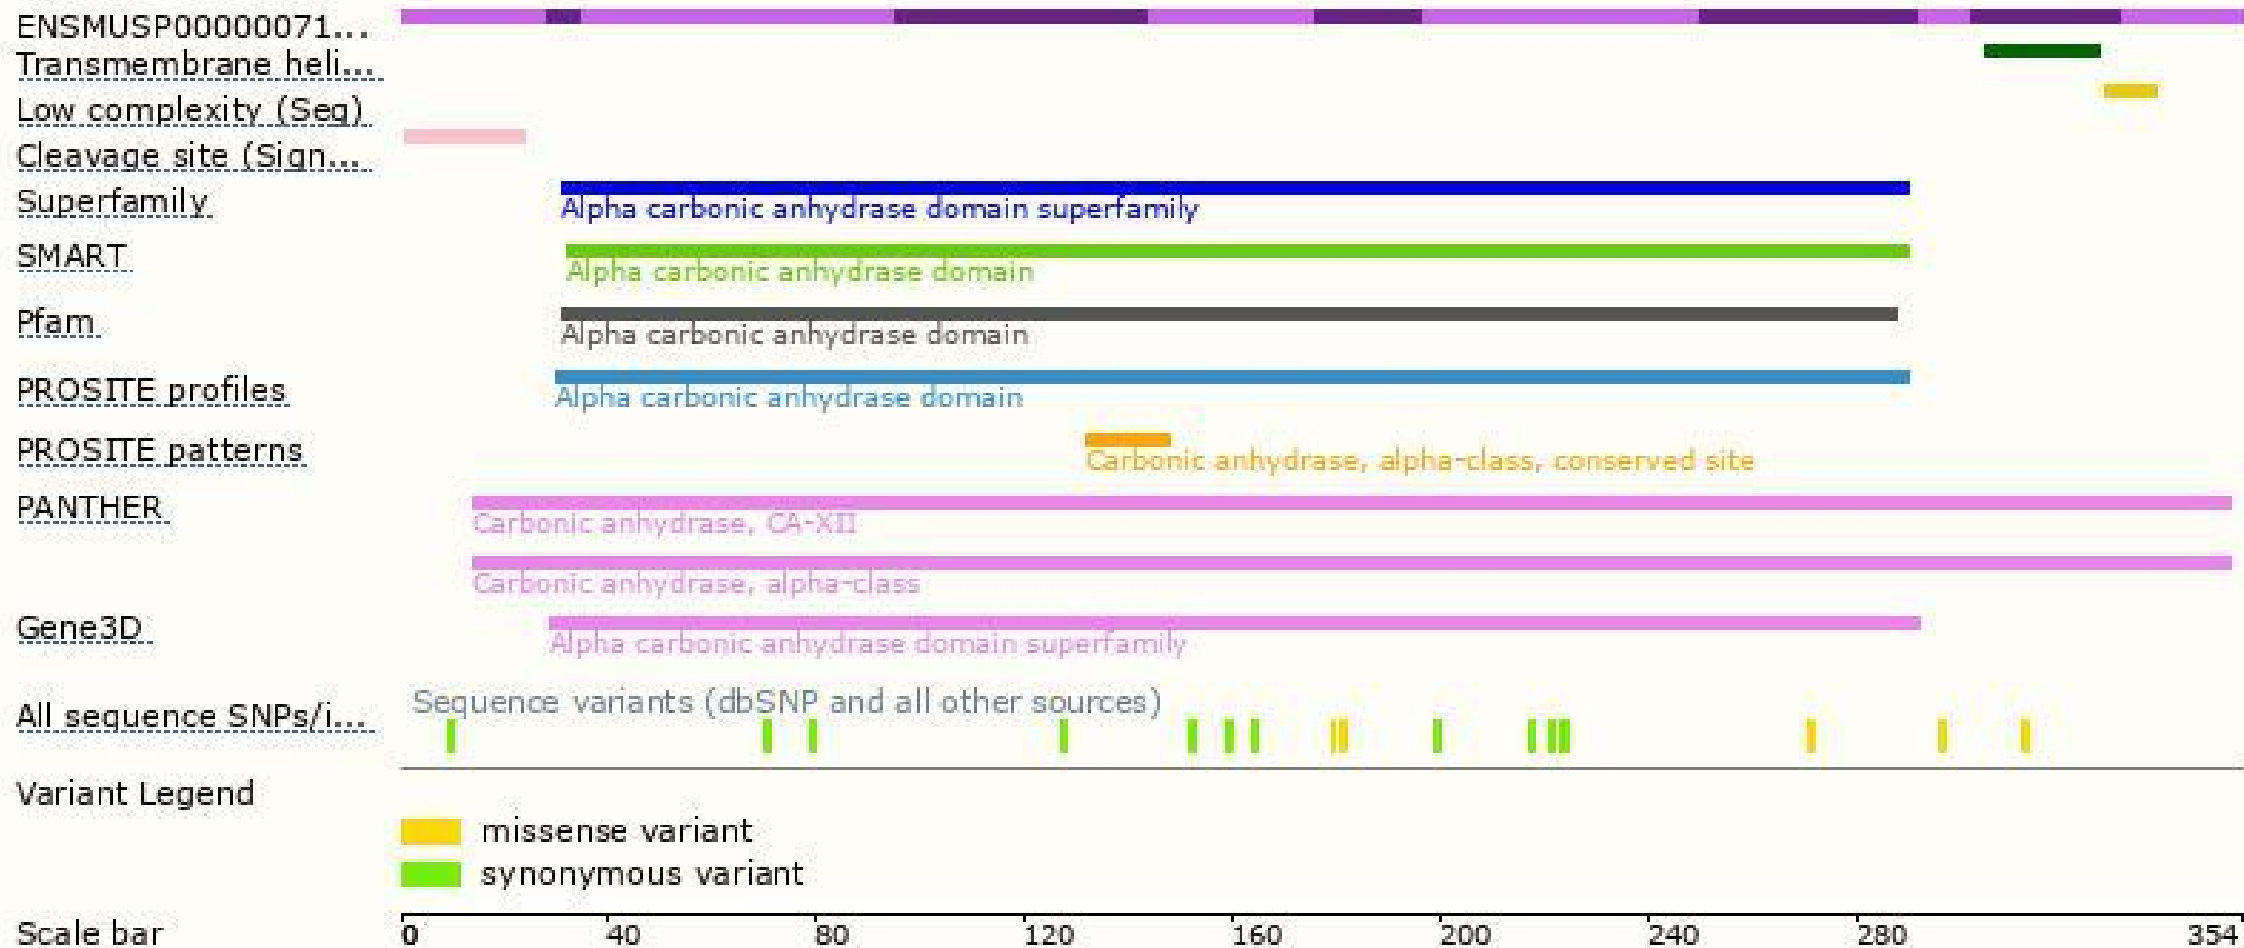 ENSMUSP00000071...
Transmembrane heli...
Low complexity (Seg)
Cleavage site (Sign...
Superfamily
Alpha carbonic anhydrase domain superfamily
SMART
Alpha carbonic anhydrase domain
Pfam
Alpha carbonic anhydrase domain
PROSITE profiles
Alpha carbonic anhydrase domain
PROSITE patterns
Carbonic anhydrase, alpha-class, conserved site
PANTHER
Carbonic anhydrase, CA-XII
Carbonic anhydrase, alpha-class
Gene3D
Alpha carbonic anhydrase domain superfamily
Sequence variants (dbSNP and all other sources)
All sequence SNPs/i...
Variant Legend
missense variant
synonymous variant
Scale bar 0 40 80 120 160 200 240 280 354